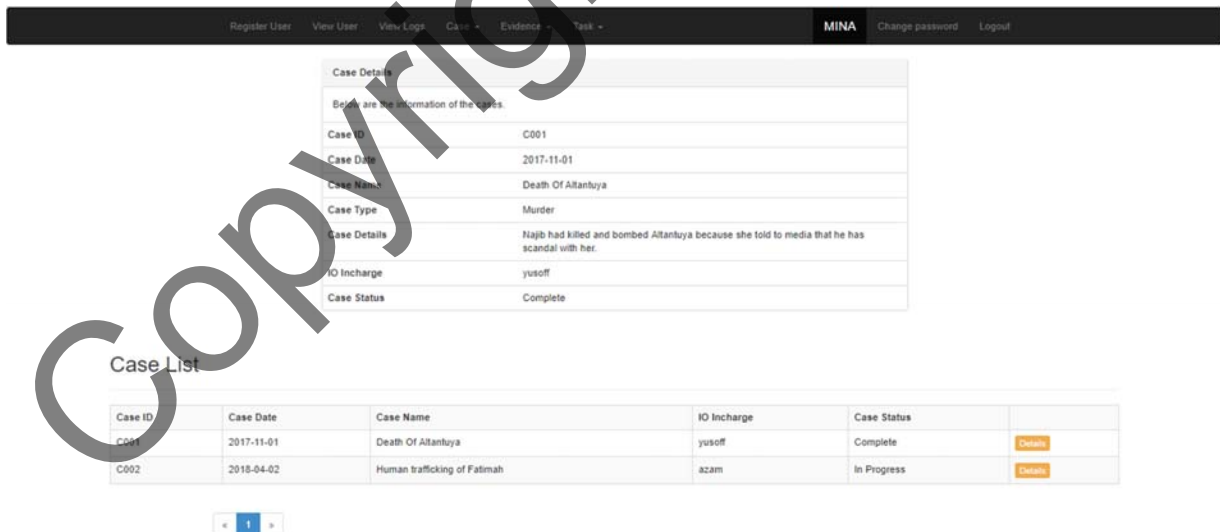 Register User View User View Logs Case Evidence Task MINA Change password Logout
Case Details
Below are the information of the cases.
Case ID C001
Case Date 2017-11-01
Case Name Death Of Altantuya
Case Type Murder
Case Details Najib had killed and bombed Altantuya because she told to media that he has
scandal with her.
IO Incharge yusoff
Case Status Complete
Case List
Case ID Case Date Case Name IO Incharge Case Status
C001 2017-11-01 Death Of Altantuya yusoff Complete Details
C002 2018-04-02 Human trafficking of Fatimah azam In Progress Details
« 1 »
Copyrig